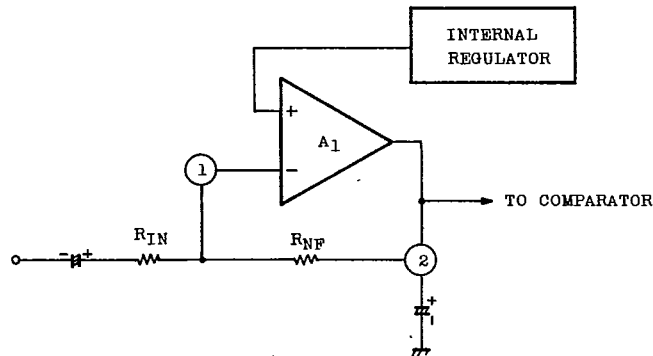 INTERNAL
REGULATOR
+
A1
1
−
TO COMPARATOR
− +
RIN
RNF
2
+
−